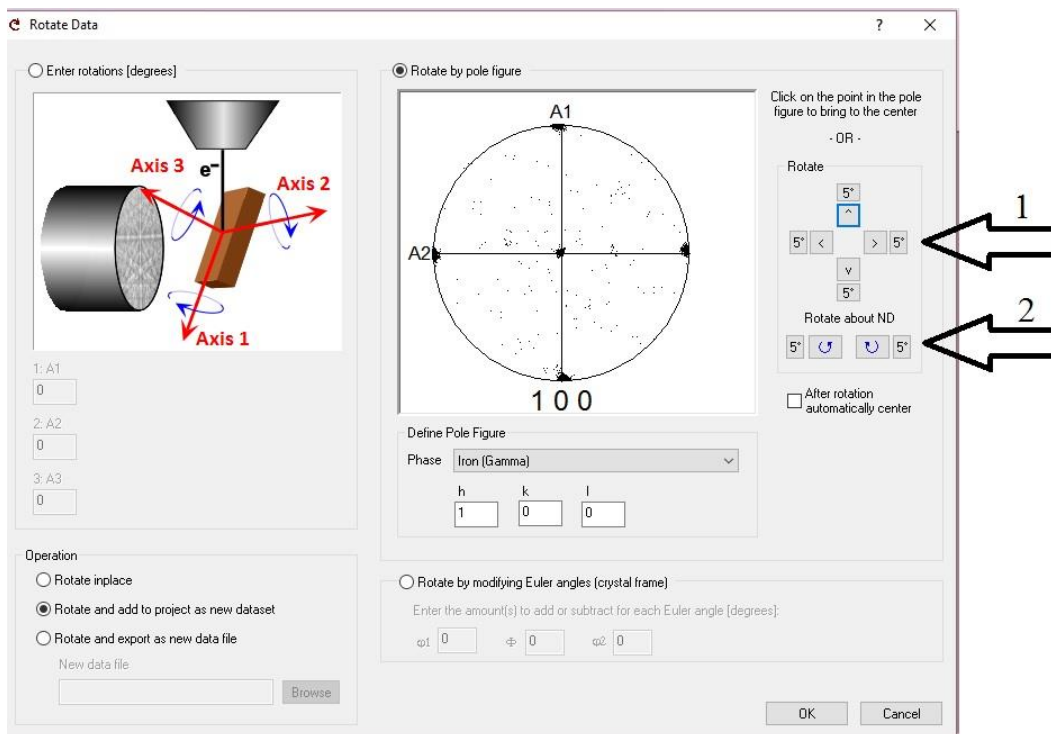 Rotate Data
?
X
Enter rotations [degrees]
Axis 3
e-
Axis 2
Axis 1
1: A1
0
2: A2
0
3: A3
0
Operation
Rotate inplace
Rotate and add to project as new dataset
Rotate and export as new data file
New data file
Browse
Rotate by pole figure
A1
A2
1 0 0
Click on the point in the pole
figure to bring to the center
- OR -
Rotate
5°
^
5° < > 5°
v
5°
Rotate about ND
5° ↺ ↻ 5°
After rotation
automatically center
1
2
Define Pole Figure
Phase Iron (Gamma)
h k l
1 0 0
Rotate by modifying Euler angles (crystal frame)
Enter the amount(s) to add or subtract for each Euler angle [degrees]:
φ1 0 Φ 0 φ2 0
OK Cancel